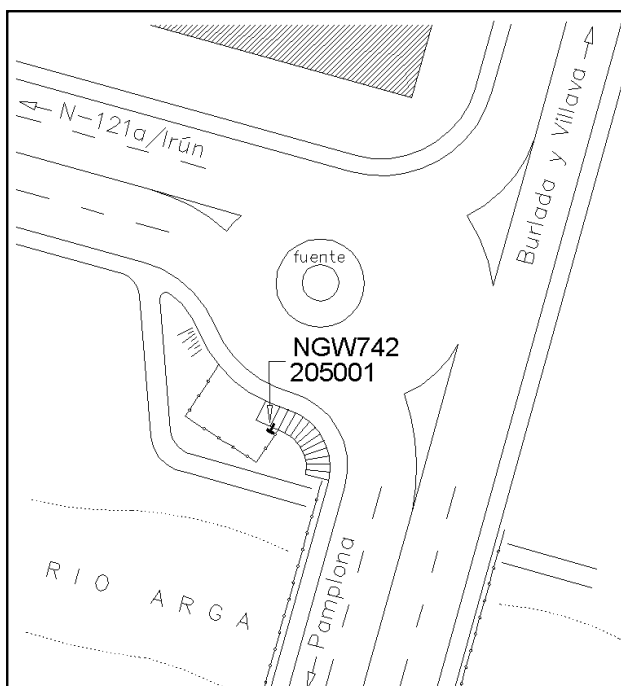 N-121a/Irún
Burlada y Villava
fuente
NGW742
205001
Pamplona
RIO ARGA